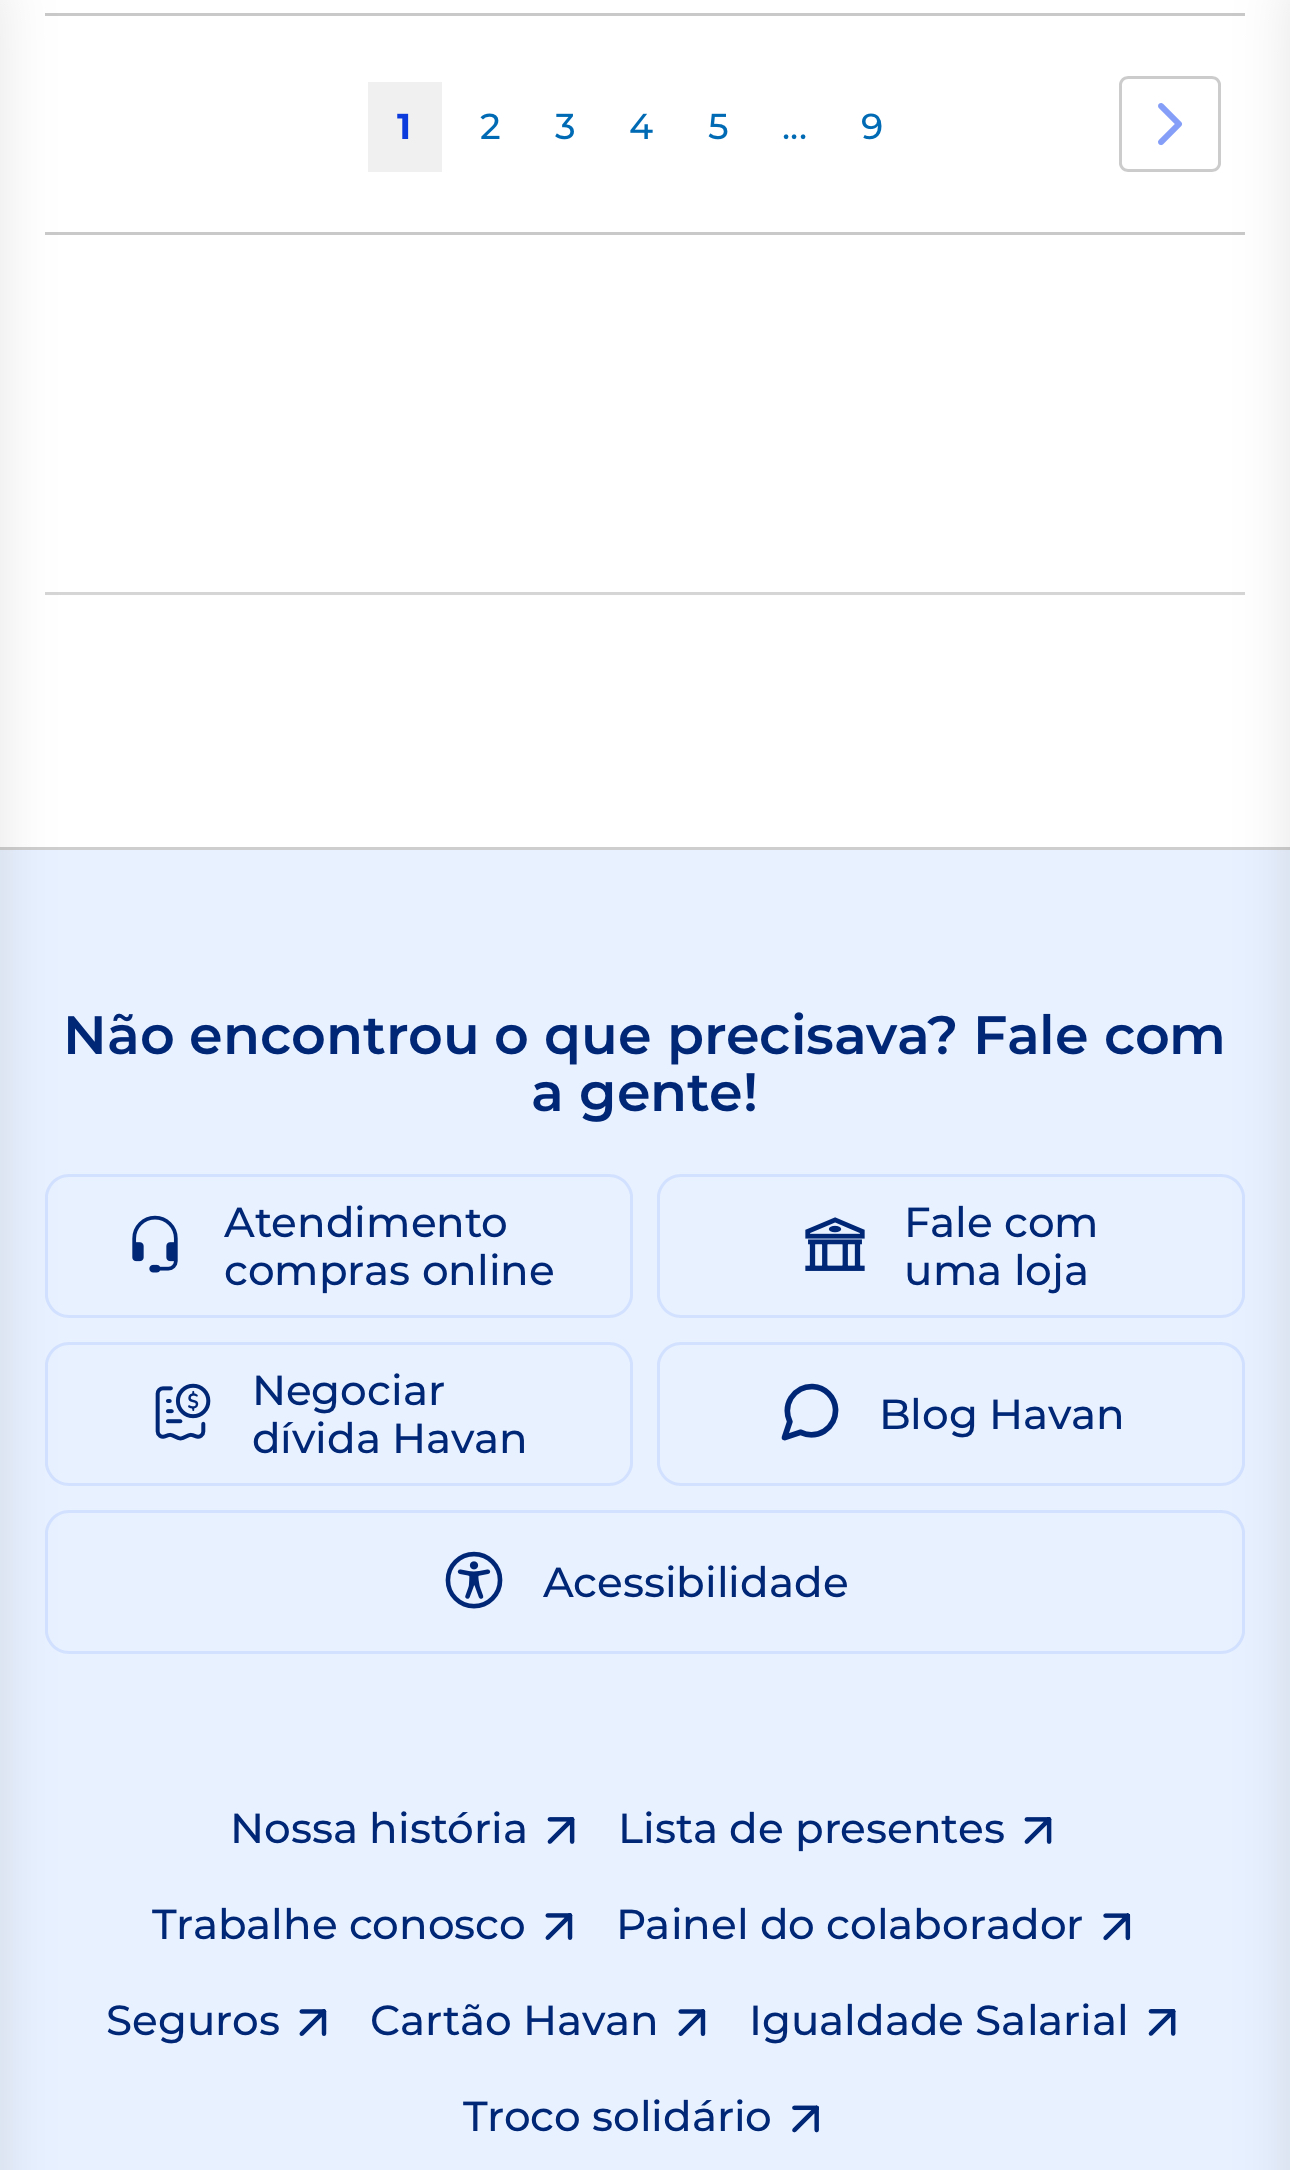 1 2 3 4 5 ... 9
Não encontrou o que precisava? Fale com
a gente!
Atendimento
compras online
Fale com
uma loja
Negociar
dívida Havan
Blog Havan
Acessibilidade
Nossa história Lista de presentes
Trabalhe conosco Painel do colaborador
Seguros Cartão Havan Igualdade Salarial
Troco solidário